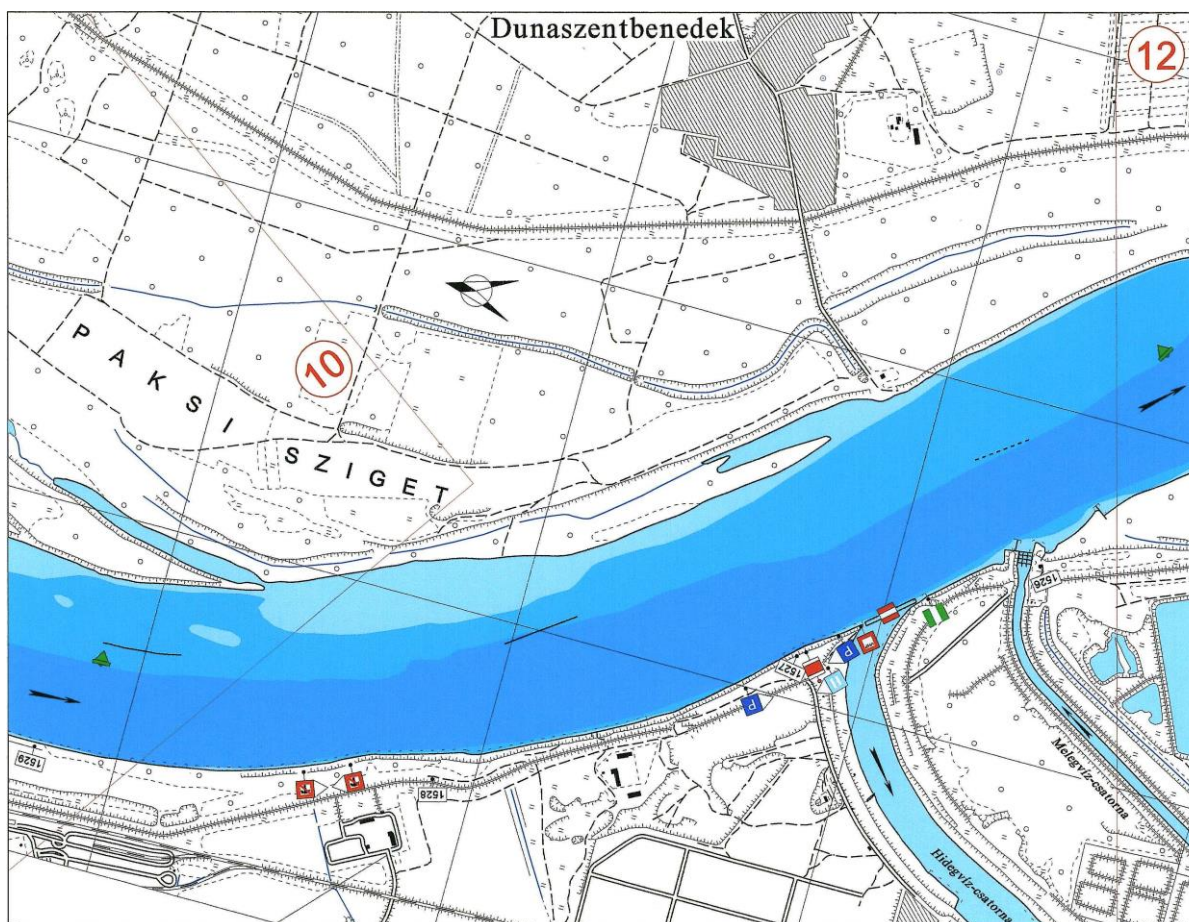 Dunaszentbenedek
12
10
PAKSI
SZIGET
1526
1527
P
P
1529
1528
Melegvíz-csatorna
Hidegvíz-csatorna